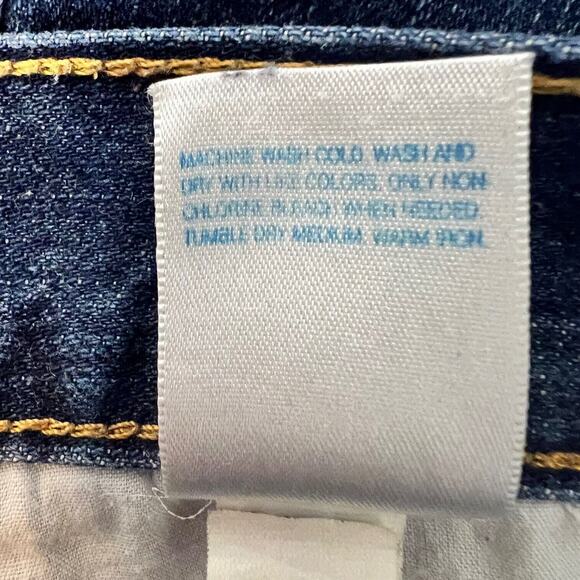 MACHINE WASH COLD. WASH AND
DRY WITH LIKE COLORS. ONLY NON-
CHLORINE BLEACH WHEN NEEDED.
TUMBLE DRY MEDIUM. WARM IRON.